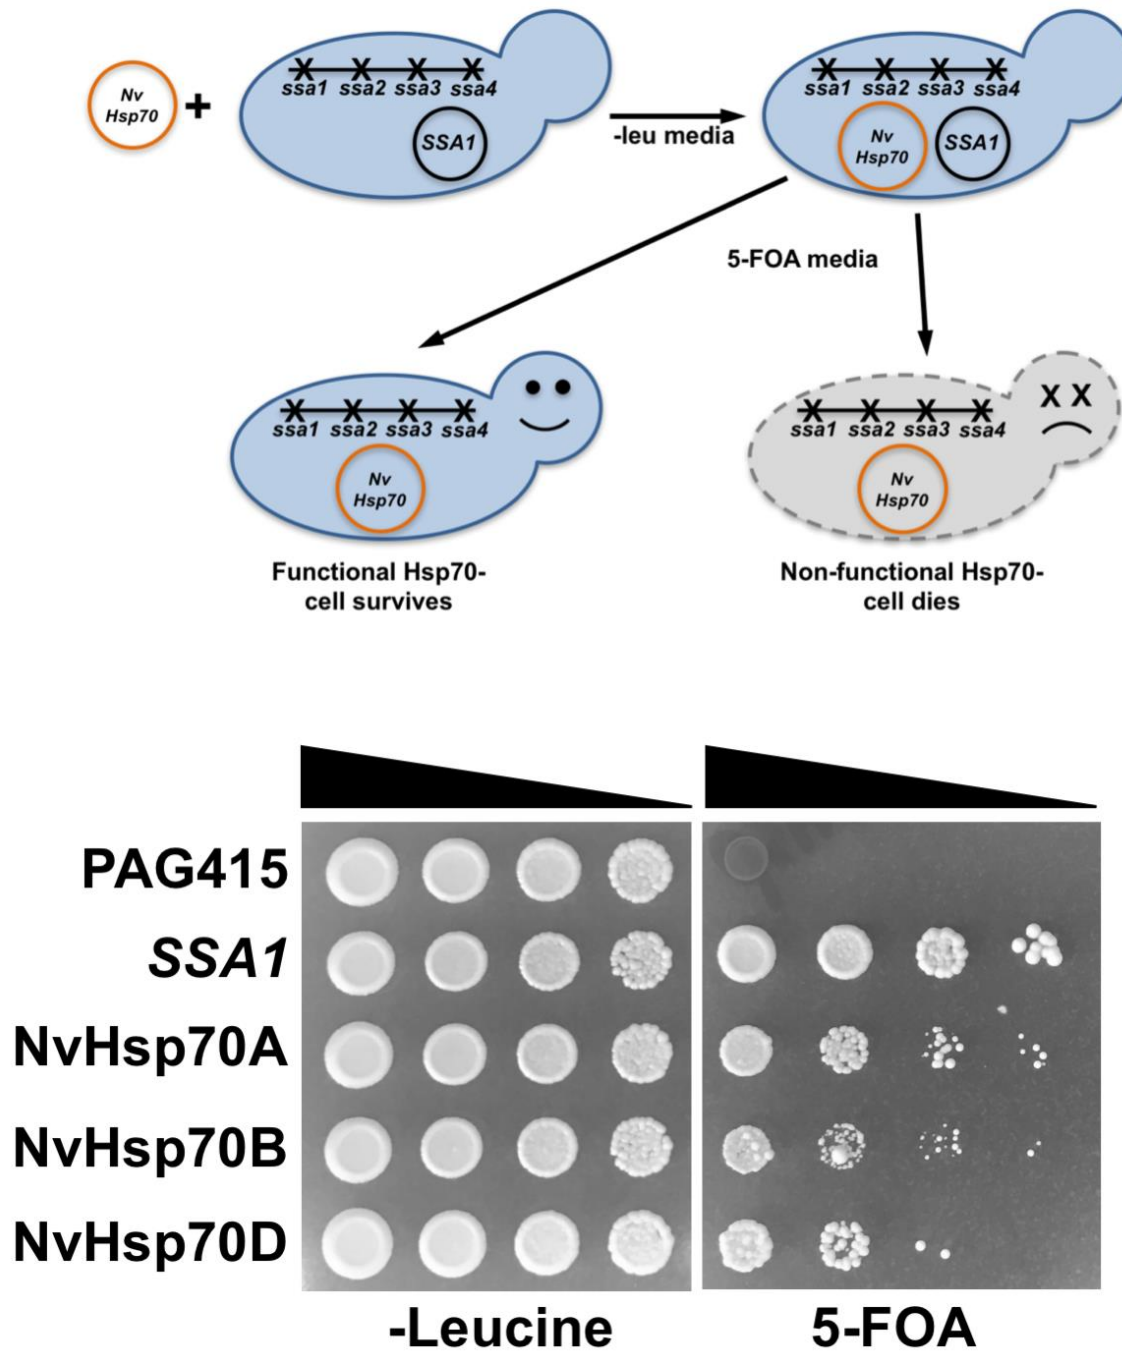 Nv
Hsp70
+
ssa1 ssa2 ssa3 ssa4
SSA1
-leu media
ssa1 ssa2 ssa3 ssa4
Nv
Hsp70
SSA1
5-FOA media
ssa1 ssa2 ssa3 ssa4
Nv
Hsp70
Functional Hsp70-
cell survives
ssa1 ssa2 ssa3 ssa4
X X
Nv
Hsp70
Non-functional Hsp70-
cell dies
PAG415
SSA1
NvHsp70A
NvHsp70B
NvHsp70D
-Leucine
5-FOA